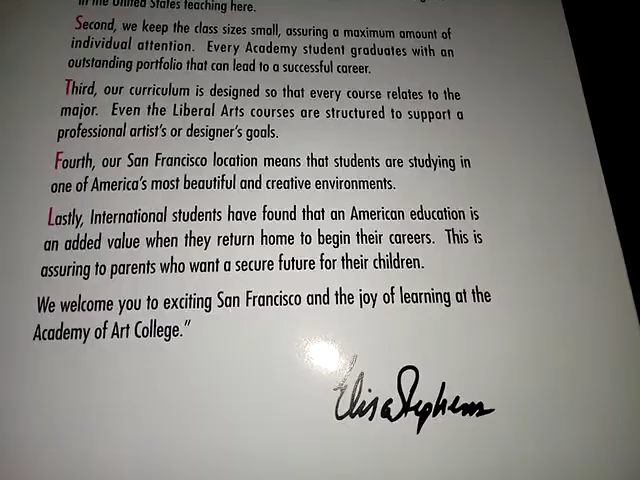 in the United States teaching here.
Second, we keep the class sizes small, assuring a maximum amount of
individual attention. Every Academy student graduates with an
outstanding portfolio that can lead to a successful career.
Third, our curriculum is designed so that every course relates to the
major. Even the Liberal Arts courses are structured to support a
professional artist's or designer's goals.
Fourth, our San Francisco location means that students are studying in
one of America's most beautiful and creative environments.
Lastly, International students have found that an American education is
an added value when they return home to begin their careers. This is
assuring to parents who want a secure future for their children.
We welcome you to exciting San Francisco and the joy of learning at the
Academy of Art College."
Elisa Stephens